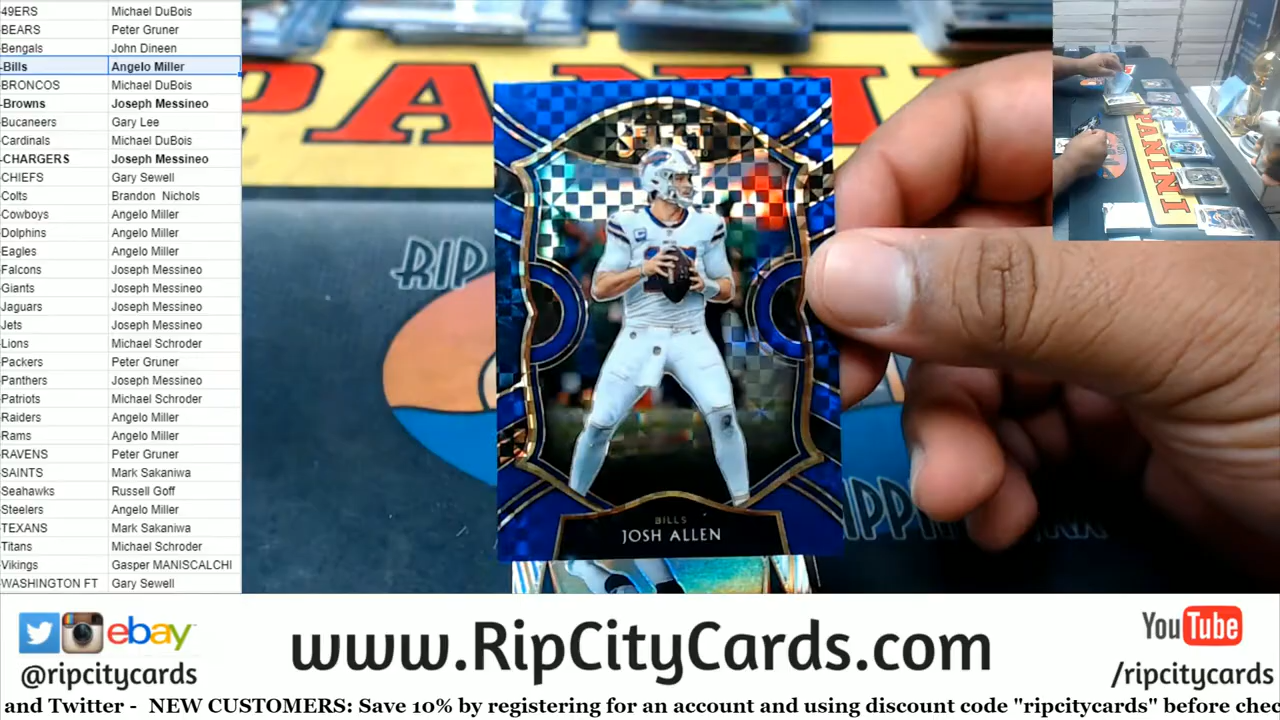 49ERS Michael DuBois
BEARS Peter Gruner
Bengals John Dineen
-Bills Angelo Miller
BRONCOS Michael DuBois
-Browns Joseph Messineo
Bucaneers Gary Lee
Cardinals Michael DuBois
-CHARGERS Joseph Messineo
CHIEFS Gary Sewell
Colts Brandon Nichols
Cowboys Angelo Miller
Dolphins Angelo Miller
Eagles Angelo Miller
Falcons Joseph Messineo
Giants Joseph Messineo
Jaguars Joseph Messineo
Jets Joseph Messineo
Lions Michael Schroder
Packers Peter Gruner
Panthers Joseph Messineo
Patriots Michael Schroder
Raiders Angelo Miller
Rams Angelo Miller
RAVENS Peter Gruner
SAINTS Mark Sakaniwa
Seahawks Russell Goff
Steelers Angelo Miller
TEXANS Mark Sakaniwa
Titans Michael Schroder
Vikings Gasper MANISCALCHI
WASHINGTON FT Gary Sewell
PANINI
RIP
BILLS
JOSH ALLEN
PANINI
ebay
@ripcitycards
www.RipCityCards.com
YouTube
/ripcitycards
and Twitter - NEW CUSTOMERS: Save 10% by registering for an account and using discount code "ripcitycards" before chec